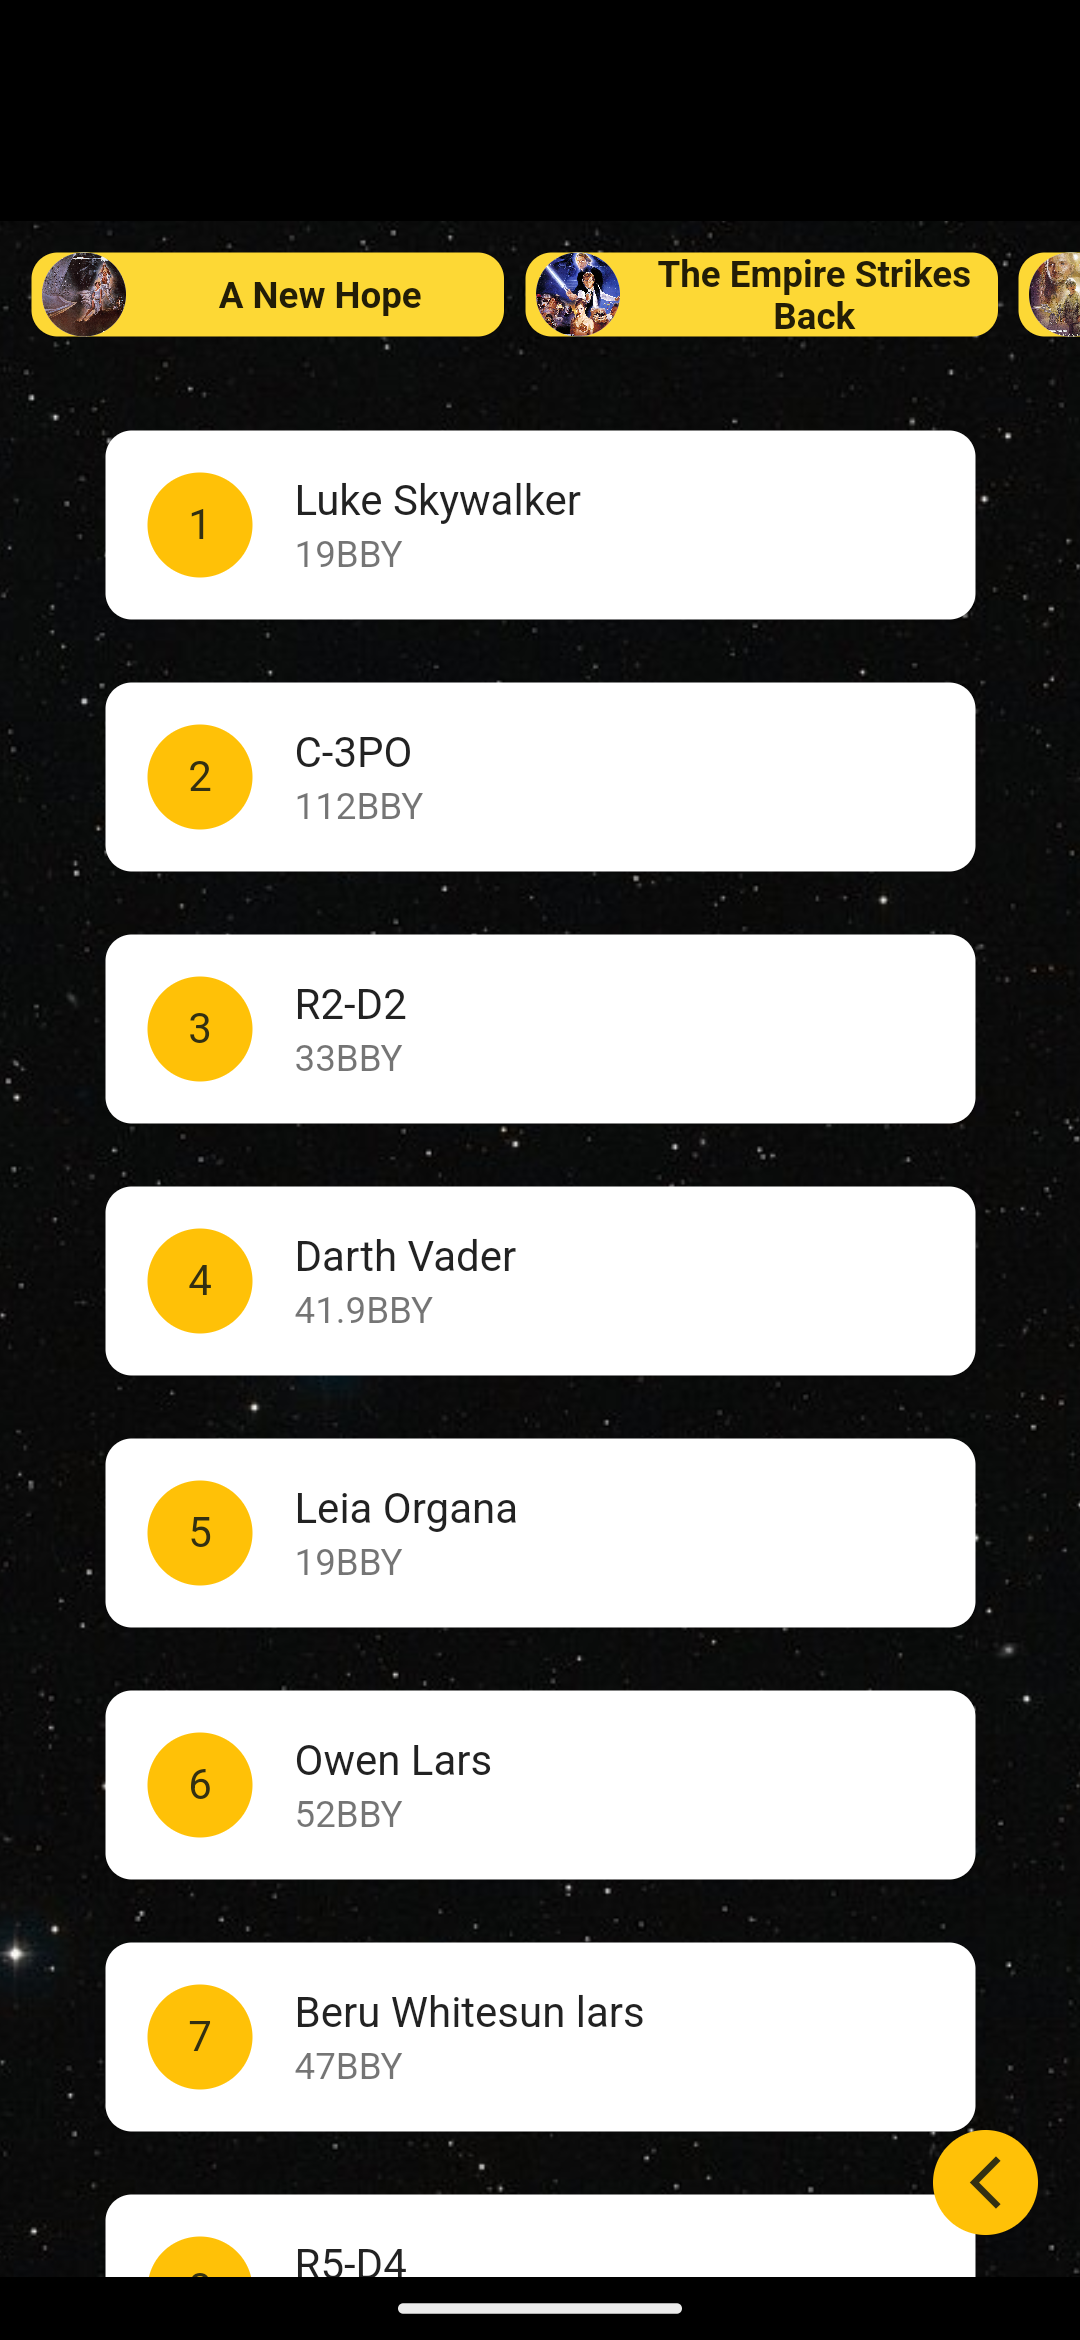 A New Hope
The Empire Strikes
Back
1
Luke Skywalker
19BBY
2
C-3PO
112BBY
3
R2-D2
33BBY
4
Darth Vader
41.9BBY
5
Leia Organa
19BBY
6
Owen Lars
52BBY
7
Beru Whitesun lars
47BBY
R5-D4